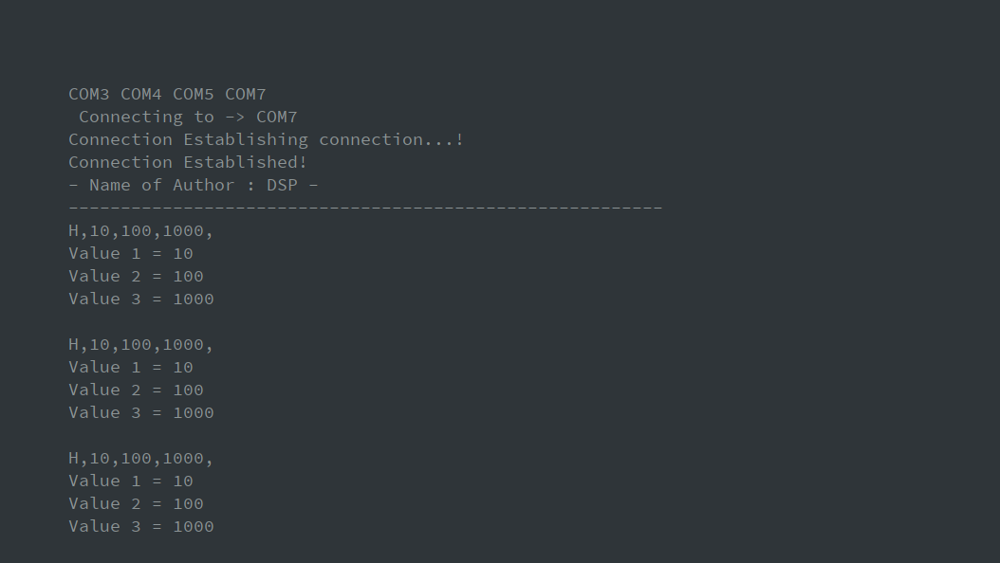 COM3 COM4 COM5 COM7
Connecting to -> COM7
Connection Establishing connection...!
Connection Established!
- Name of Author : DSP -
---------------------------------------------------------
H,10,100,1000,
Value 1 = 10
Value 2 = 100
Value 3 = 1000
H,10,100,1000,
Value 1 = 10
Value 2 = 100
Value 3 = 1000
H,10,100,1000,
Value 1 = 10
Value 2 = 100
Value 3 = 1000